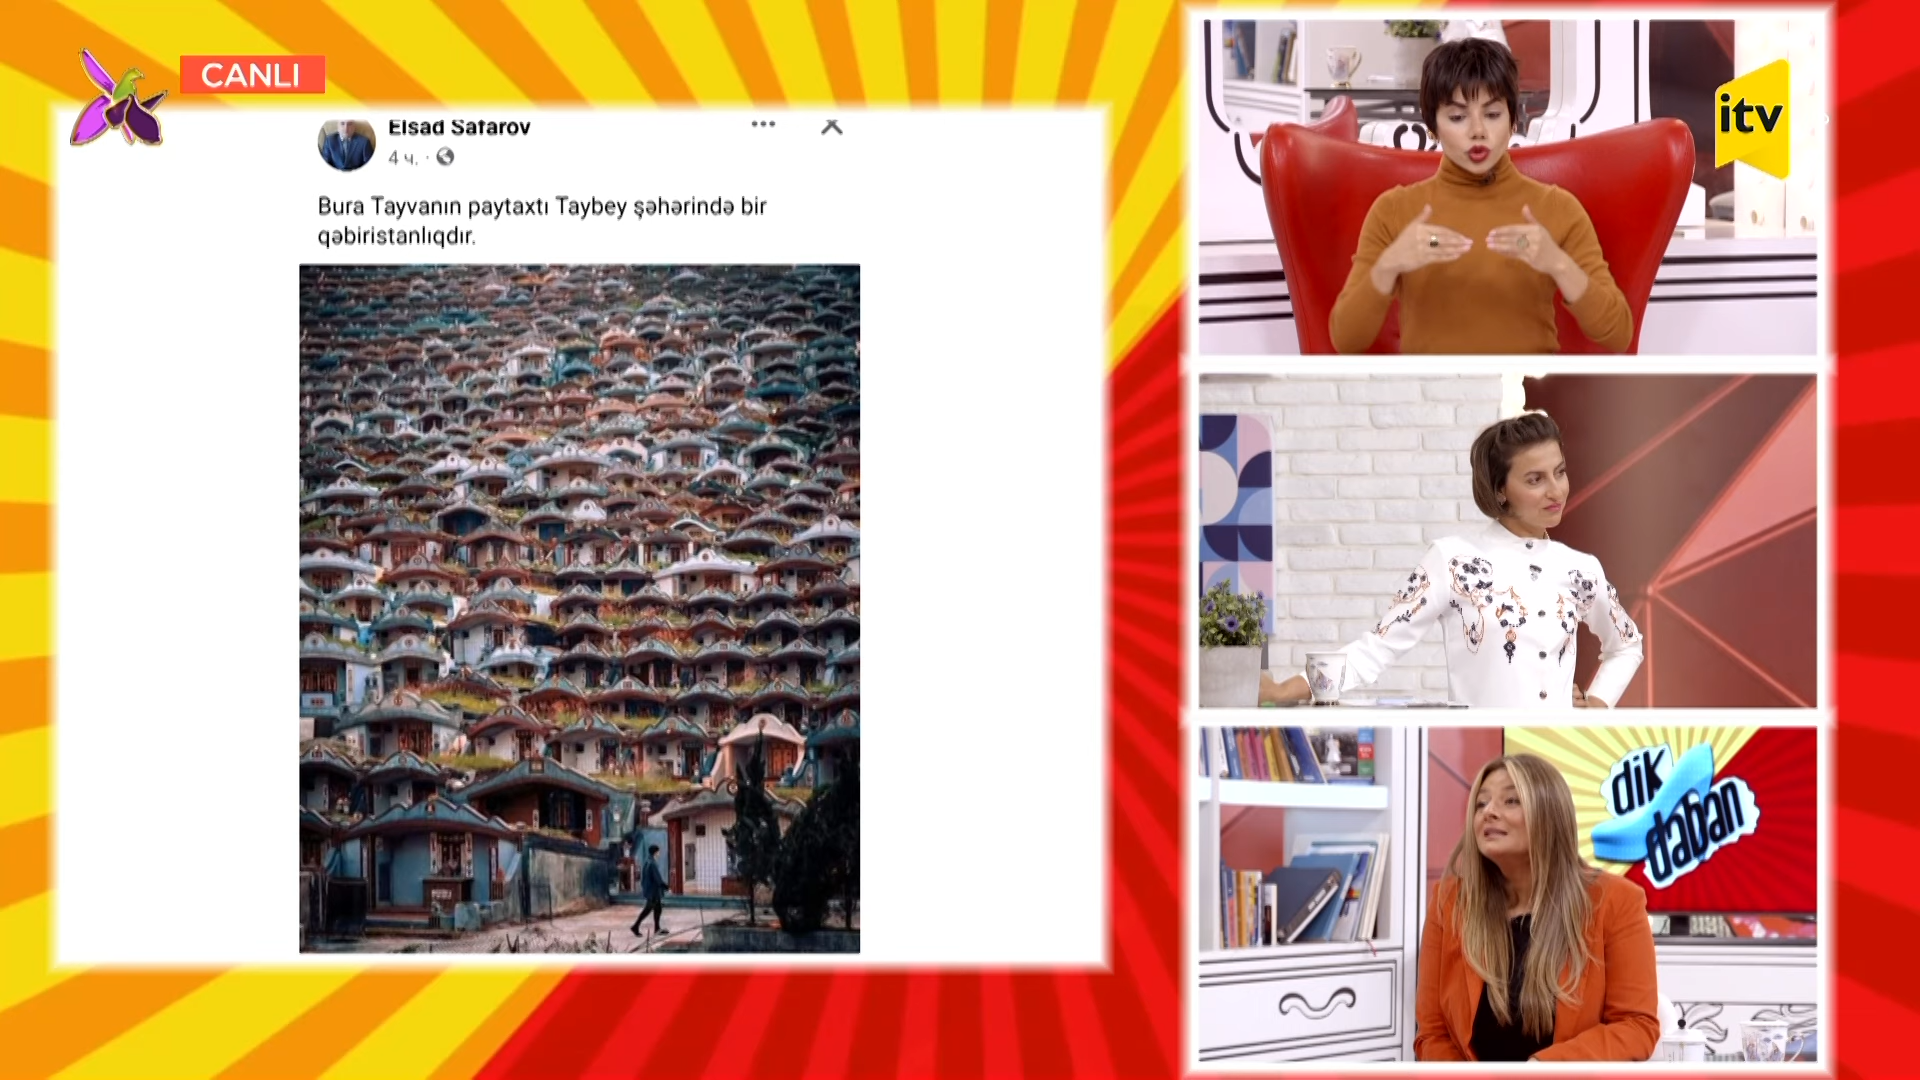 CANLI
Elsad Safarov
4 ч. ·
Bura Tayvanın paytaxtı Taybey şəhərində bir
qəbiristanlıqdır.
itv
dik
daban